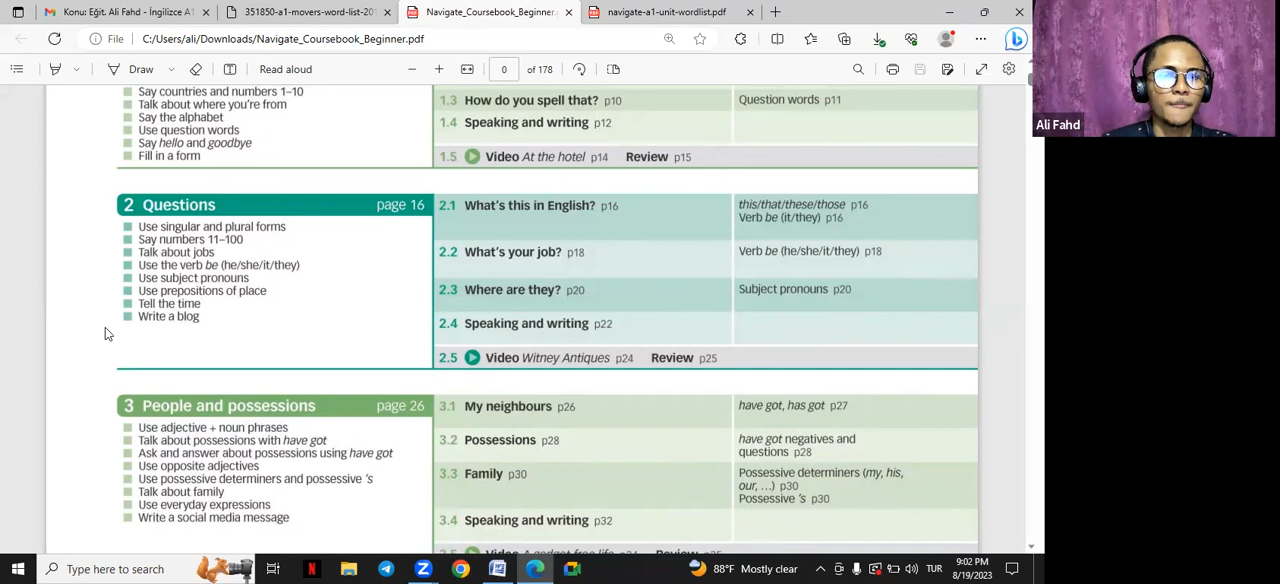 Konu: Eğit. Ali Fahd - İngilizce A1
351850-a1-movers-word-list-201
Navigate_Coursebook_Beginner.p
navigate-a1-unit-wordlist.pdf
File
C:/Users/ali/Downloads/Navigate_Coursebook_Beginner.pdf
Draw
Read aloud
0
of 178
Ali Fahd
Say countries and numbers 1–10
Talk about where you're from
Say the alphabet
Use question words
Say hello and goodbye
Fill in a form
1.3 How do you spell that? p10
Question words p11
1.4 Speaking and writing p12
1.5 Video At the hotel p14 Review p15
2 Questions page 16
Use singular and plural forms
Say numbers 11–100
Talk about jobs
Use the verb be (he/she/it/they)
Use subject pronouns
Use prepositions of place
Tell the time
Write a blog
2.1 What's this in English? p16
this/that/these/those p16
Verb be (it/they) p16
2.2 What's your job? p18
Verb be (he/she/it/they) p18
2.3 Where are they? p20
Subject pronouns p20
2.4 Speaking and writing p22
2.5 Video Witney Antiques p24 Review p25
3 People and possessions page 26
Use adjective + noun phrases
Talk about possessions with have got
Ask and answer about possessions using have got
Use opposite adjectives
Use possessive determiners and possessive 's
Talk about family
Use everyday expressions
Write a social media message
3.1 My neighbours p26
have got, has got p27
3.2 Possessions p28
have got negatives and
questions p28
3.3 Family p30
Possessive determiners (my, his,
our, ...) p30
Possessive 's p30
3.4 Speaking and writing p32
Video A gadget-free life
Type here to search
88°F Mostly clear
TUR
9:02 PM
8/19/2023